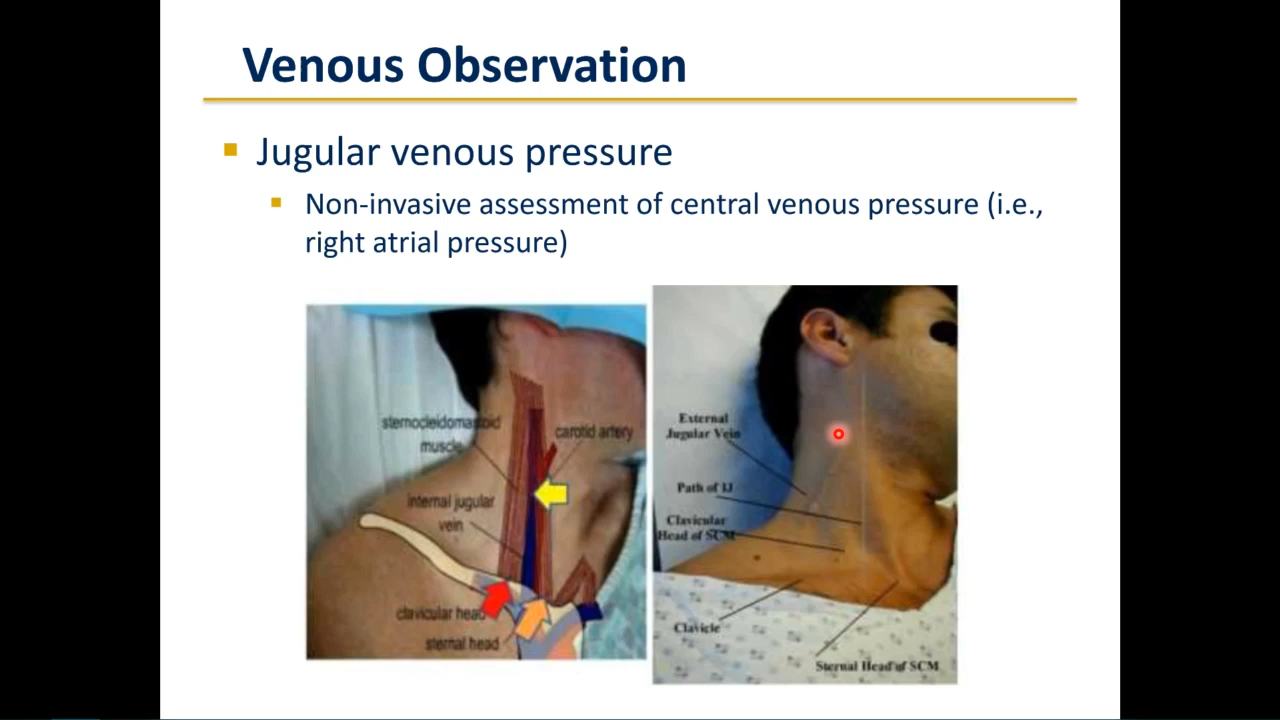 Venous Observation
Jugular venous pressure
Non-invasive assessment of central venous pressure (i.e.,
right atrial pressure)
sternocleidomastoid
muscle
carotid artery
internal jugular
vein
clavicular head
sternal head
External
Jugular Vein
Path of IJ
Clavicular
Head of SCM
Clavicle
Sternal Head of SCM